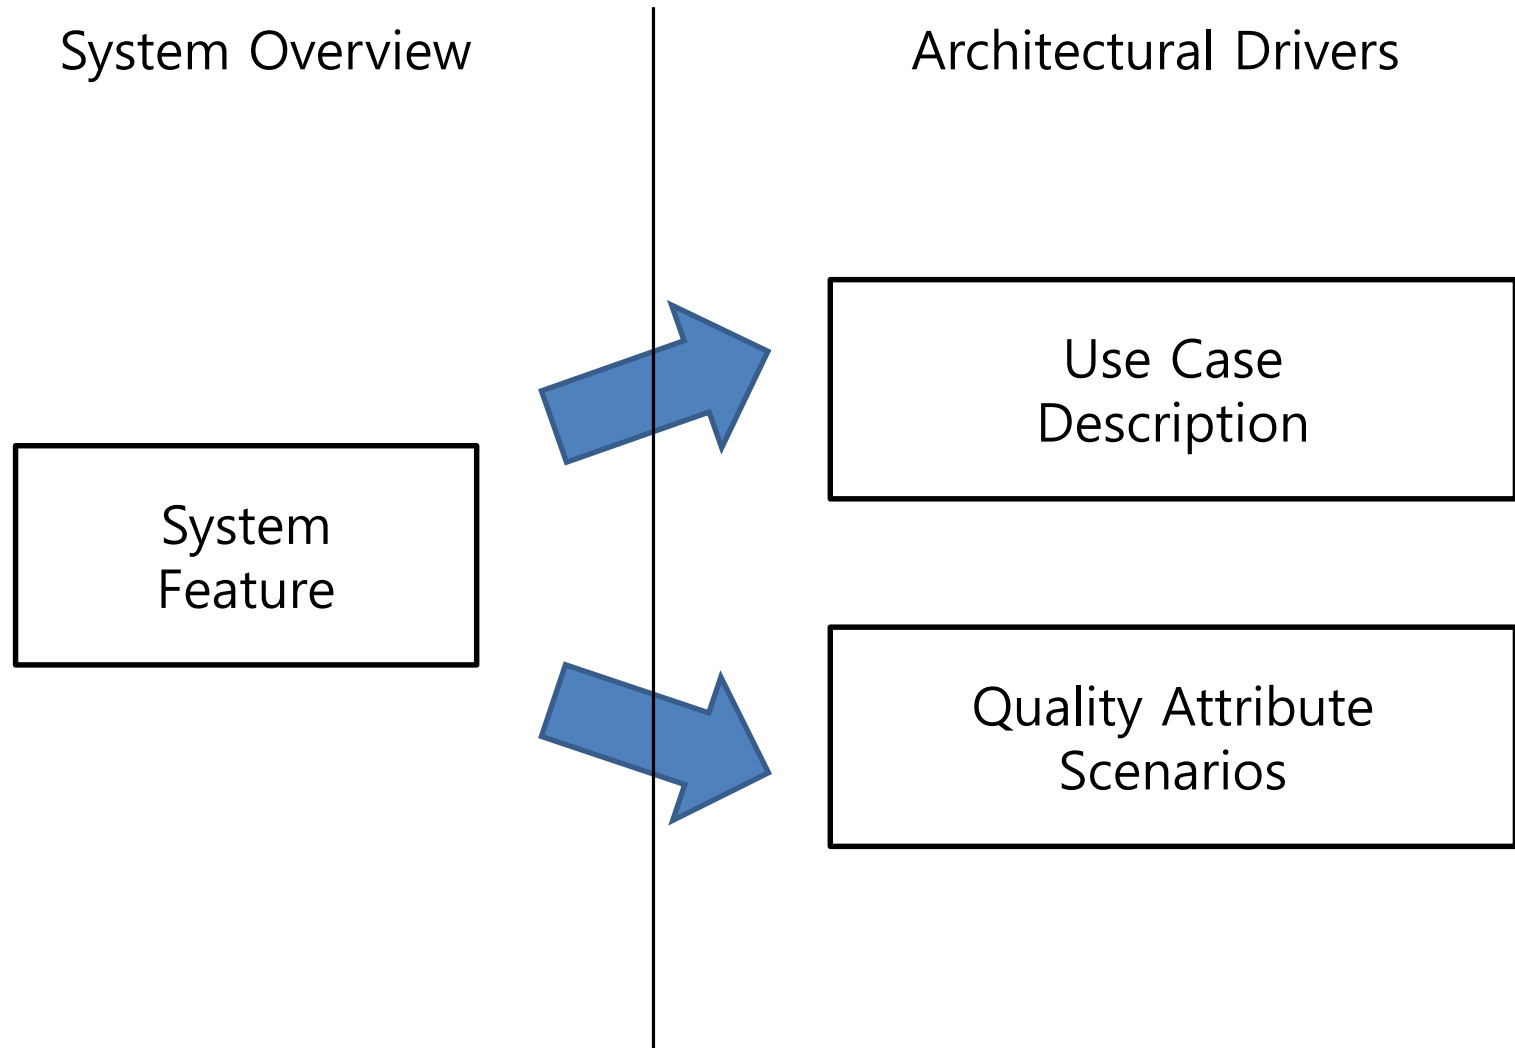 System Overview
Architectural Drivers
Use Case
Description
System
Feature
Quality Attribute
Scenarios